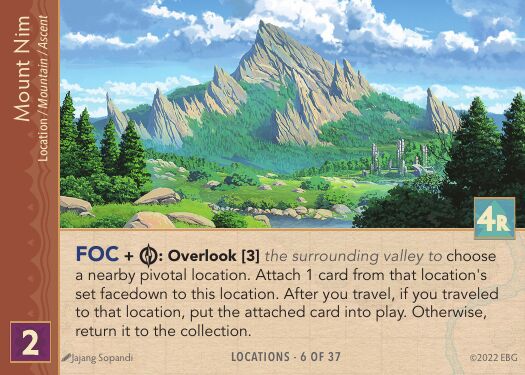 Mount Nim
Location / Mountain / Ascent
4R
FOC + : Overlook [3] the surrounding valley to choose
a nearby pivotal location. Attach 1 card from that location's
set facedown to this location. After you travel, if you traveled
to that location, put the attached card into play. Otherwise,
return it to the collection.
2
Jajang Sopandi
LOCATIONS · 6 OF 37
©2022 EBG